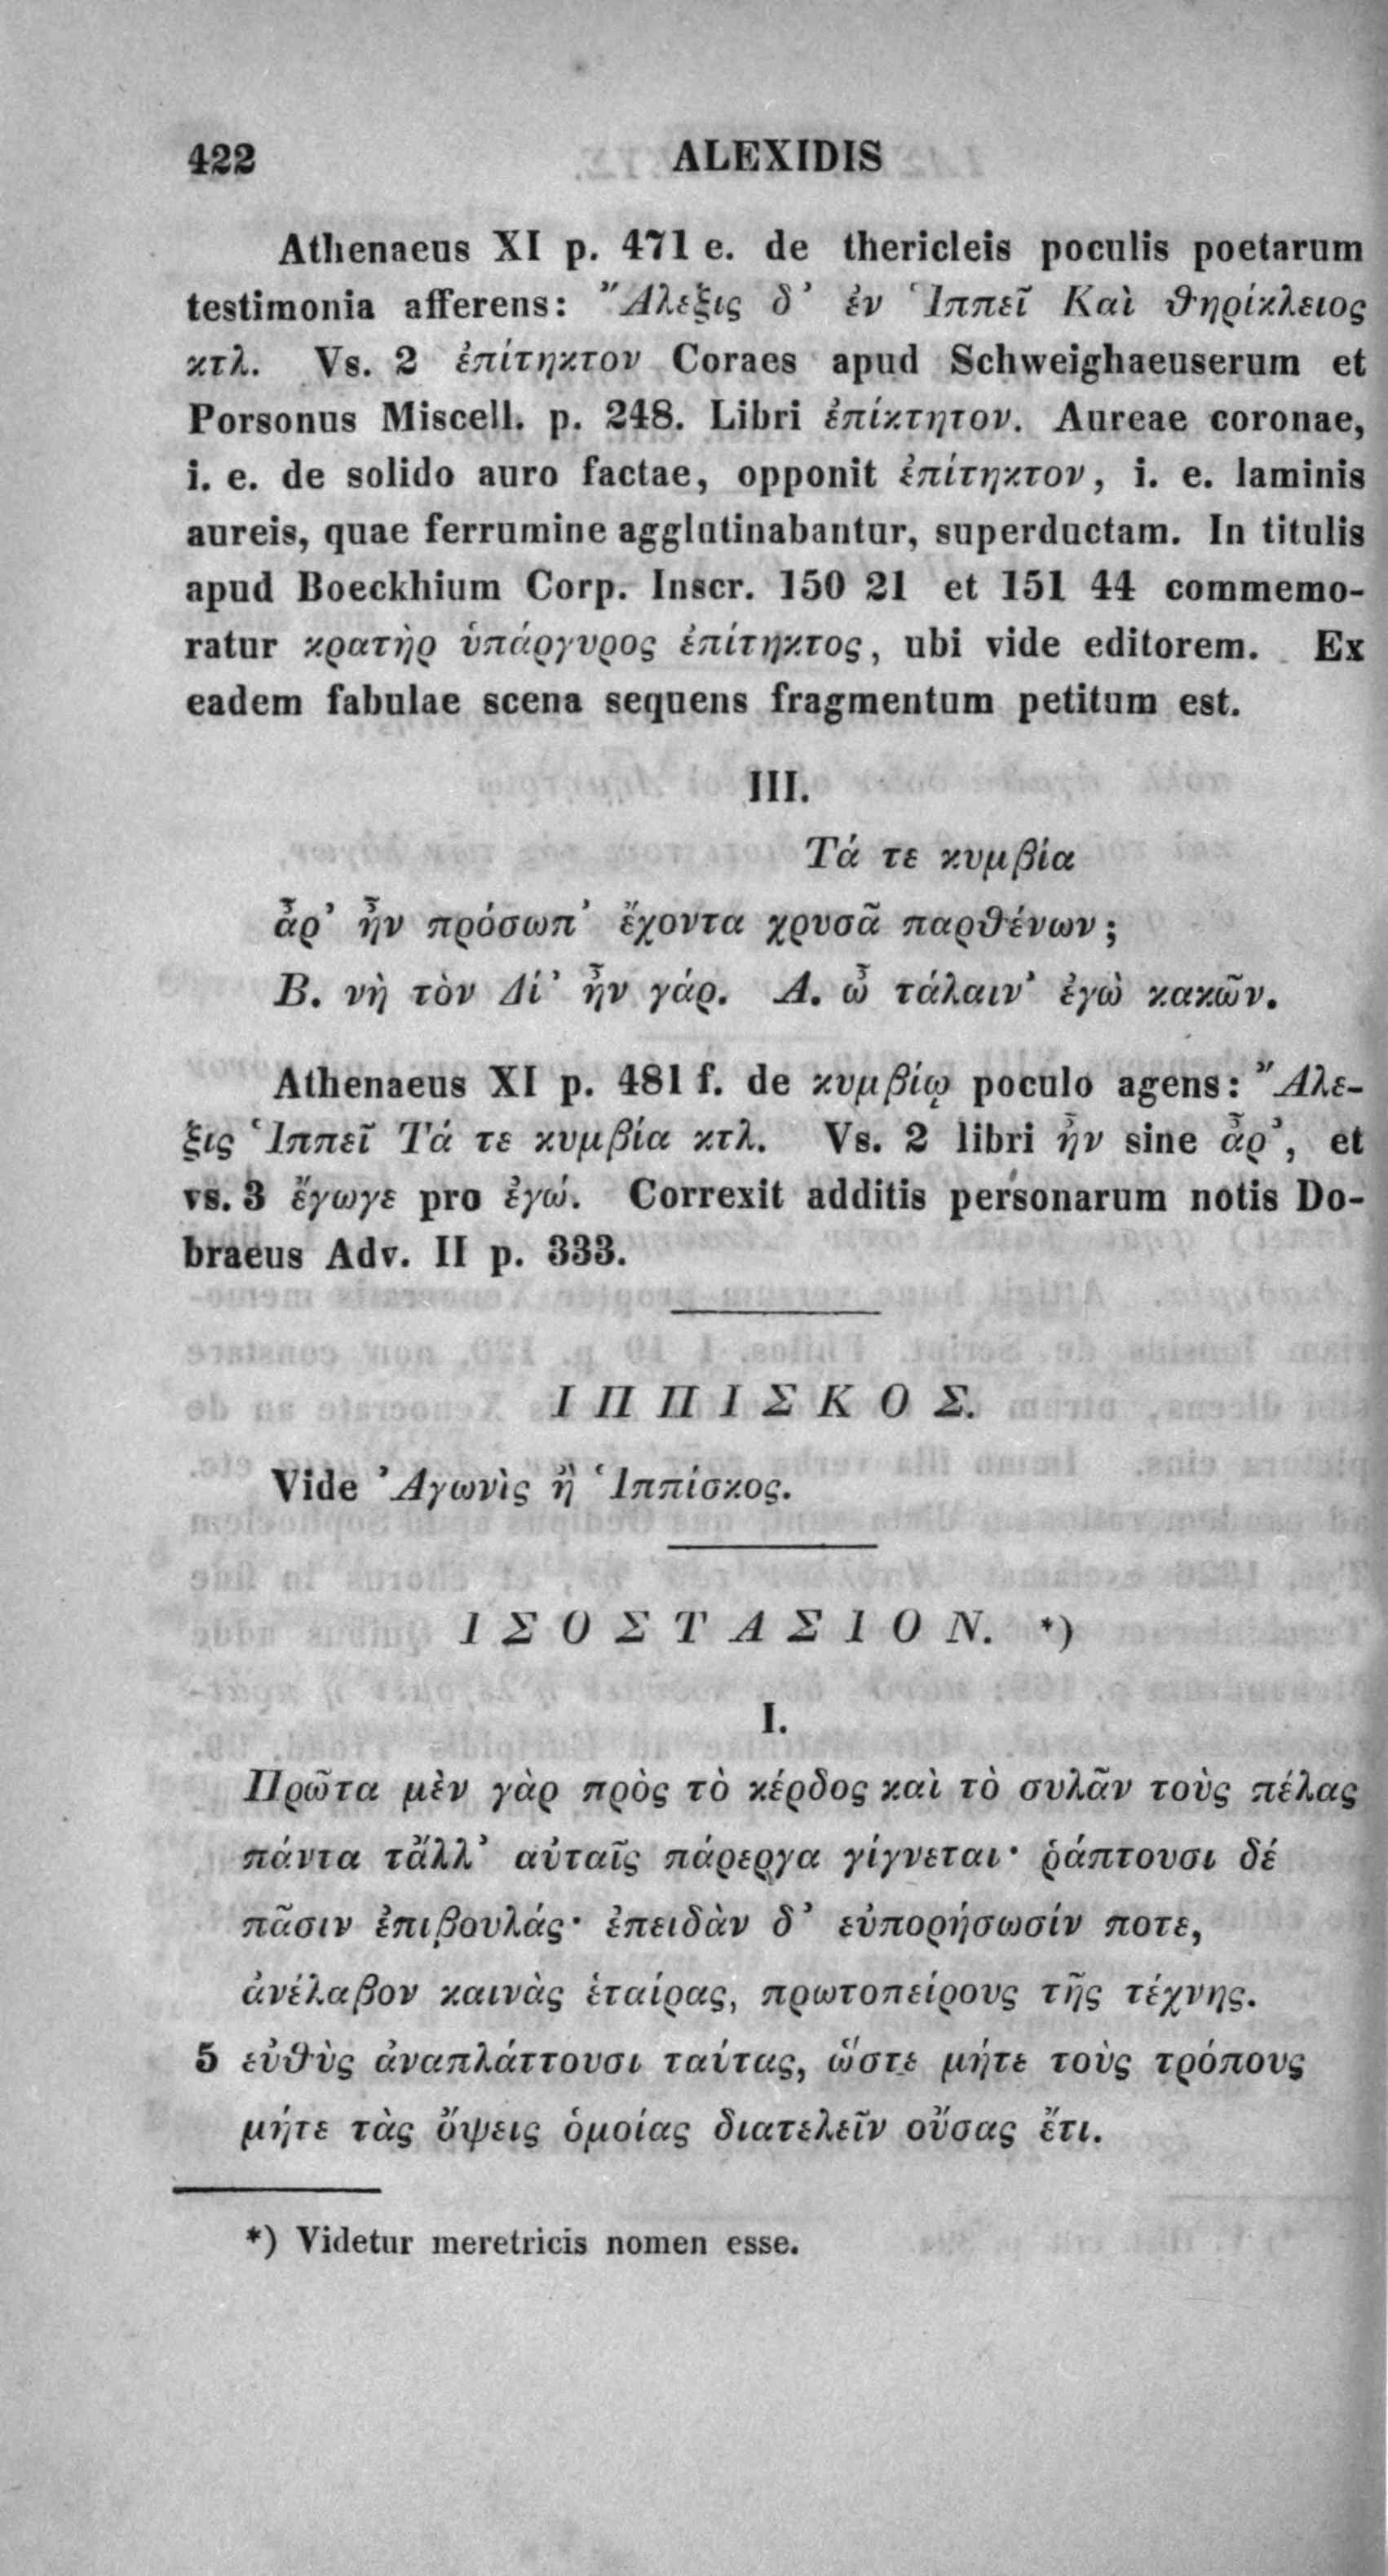 422 ALEXIDIS
Athenaeus XI p. 471 e. de thericleis poculis poetarum
testimonia afferens: Ἄλεξις δ᾽ ἐν Ἱππεῖ Καὶ θηρίκλειος
κτλ. Vs. 2 ἐπίτηκτον Coraes apud Schweighaeuserum et
Porsonus Miscell. p. 248. Libri ἐπίκτητον. Aureae coronae,
i. e. de solido auro factae, opponit ἐπίτηκτον, i. e. laminis
aureis, quae ferrumine agglutinabantur, superductam. In titulis
apud Boeckhium Corp. Inscr. 150 21 et 151 44 commemo-
ratur κρατὴρ ὑπάργυρος ἐπίτηκτος, ubi vide editorem. Ex
eadem fabulae scena sequens fragmentum petitum est.
III.
Τά τε κυμβία
ἆρ᾽ ἦν πρόσωπ᾽ ἔχοντα χρυσᾶ παρθένων;
Β. νὴ τὸν Δί᾽ ἦν γάρ. Α. ὦ τάλαιν᾽ ἐγὼ κακῶν.
Athenaeus XI p. 481 f. de κυμβίῳ poculo agens: Ἄλε-
ξις Ἱππεῖ Τά τε κυμβία κτλ. Vs. 2 libri ἦν sine ἆρ᾽, et
vs. 3 ἔγωγε pro ἐγώ. Correxit additis personarum notis Do-
braeus Adv. II p. 333.
ΙΠΠΙΣΚΟΣ.
Vide Ἀγωνὶς ἢ Ἱππίσκος.
ΙΣΟΣΤΑΣΙΟΝ. *)
I.
Πρῶτα μὲν γὰρ πρὸς τὸ κέρδος καὶ τὸ συλᾶν τοὺς πέλας
πάντα τἄλλ᾽ αὐταῖς πάρεργα γίγνεται· ῥάπτουσι δέ
πᾶσιν ἐπιβουλάς· ἐπειδὰν δ᾽ εὐπορήσωσίν ποτε,
ἀνέλαβον καινὰς ἑταίρας, πρωτοπείρους τῆς τέχνης.
5 εὐθὺς ἀναπλάττουσι ταύτας, ὥστε μήτε τοὺς τρόπους
μήτε τὰς ὄψεις ὁμοίας διατελεῖν οὔσας ἔτι.
*) Videtur meretricis nomen esse.